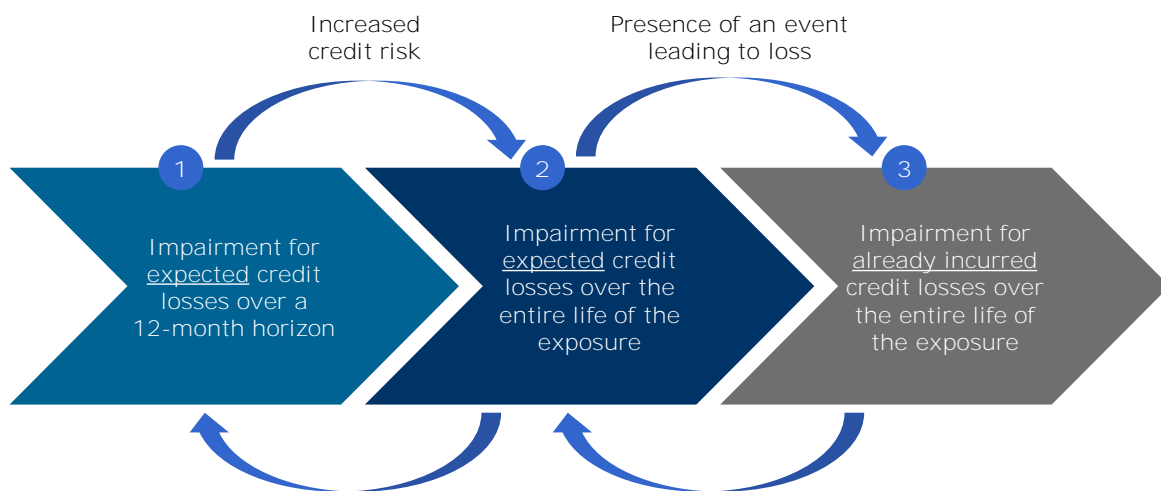 Increased
credit risk
Presence of an event
leading to loss
1
2
3
Impairment for
expected credit
losses over a
12-month horizon
Impairment for
expected credit
losses over the
entire life of the
exposure
Impairment for
already incurred
credit losses over
the entire life of
the exposure